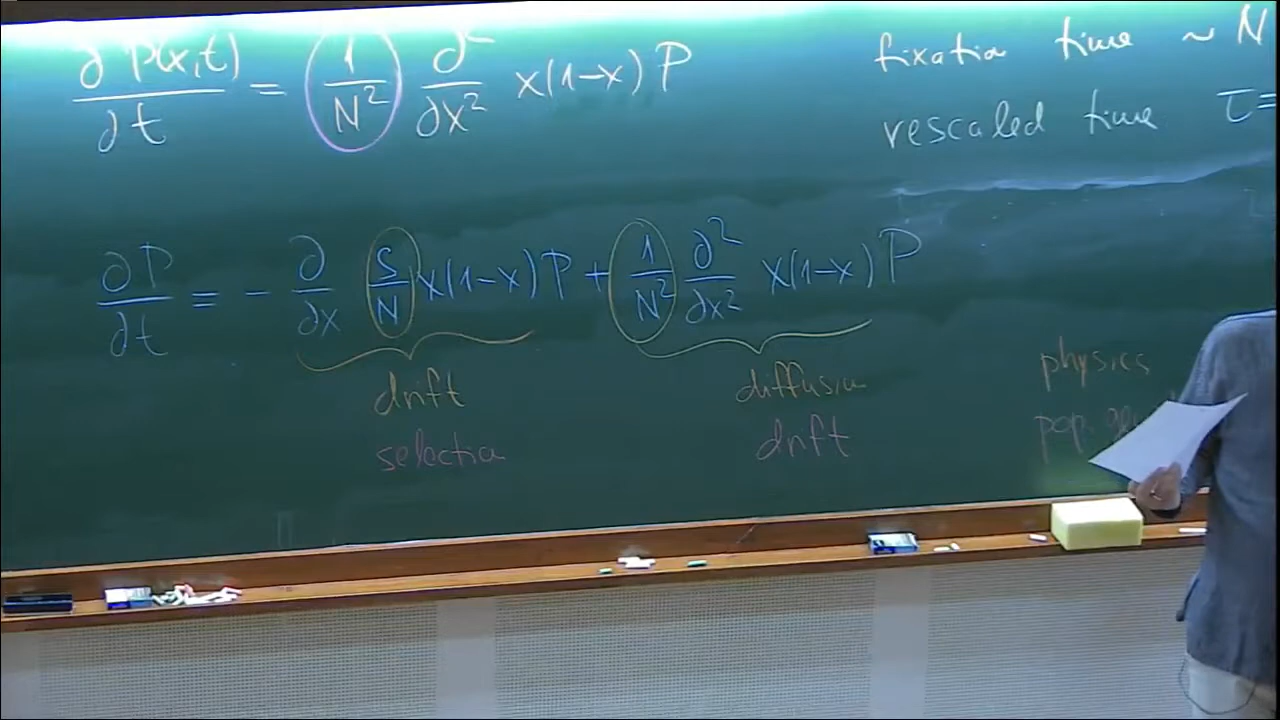 ∂P(x,t)/∂t = 1/N² ∂²/∂x² x(1-x)P
fixation time ~ N
rescaled time τ=
∂P/∂t = - ∂/∂x S/N x(1-x)P + 1/N² ∂²/∂x² x(1-x)P
drift diffusion physics
selection drift pop.